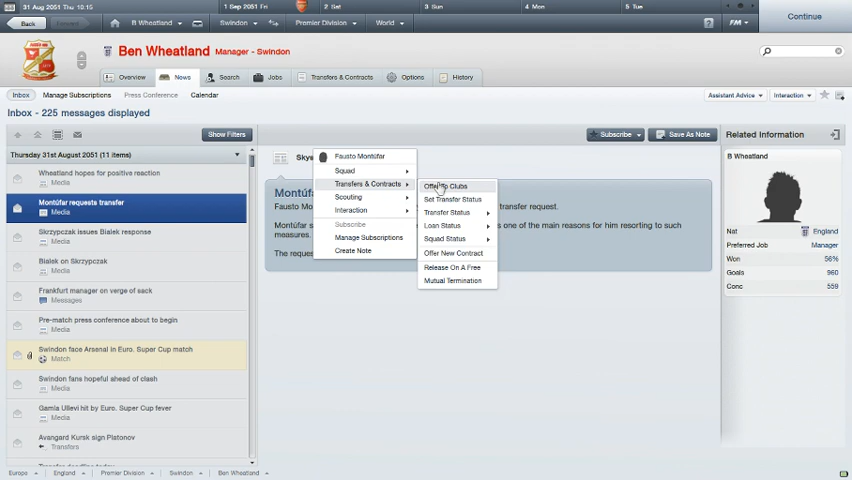 31 Aug 2051 Thu 10:15
1 Sep 2051 Fri
2 Sat
3 Sun
4 Mon
5 Tue
Back
B Wheatland
Swindon
Premier Division
World
?
FM
Continue
Ben Wheatland Manager - Swindon
Overview
News
Search
Jobs
Transfers & Contracts
Options
History
Inbox
Manage Subscriptions
Press Conference
Calendar
Assistant Advice
Interaction
Inbox - 225 messages displayed
Show Filters
Subscribe
Save As Note
Related Information
Thursday 31st August 2051 (11 items)
Wheatland hopes for positive reaction
Media
Montúfar requests transfer
Media
Skrzypczak issues Bialek response
Media
Bialek on Skrzypczak
Media
Frankfurt manager on verge of sack
Messages
Pre-match press conference about to begin
Media
Swindon face Arsenal in Euro. Super Cup match
Match
Swindon fans hopeful ahead of clash
Media
Gamla Ullevi hit by Euro. Super Cup fever
Media
Avangard Kursk sign Platonov
Transfers
Fausto Montúfar
Squad
Transfers & Contracts
Scouting
Interaction
Subscribe
Manage Subscriptions
Create Note
Offer To Clubs
Set Transfer Status
Transfer Status
Loan Status
Squad Status
Offer New Contract
Release On A Free
Mutual Termination
Montúfa
Fausto Mon
transfer request.
Montúfar s
s one of the main reasons for him resorting to such
measures.
The reques
B Wheatland
Nat England
Preferred Job Manager
Won 56%
Goals 960
Conc 559
Europe
England
Premier Division
Swindon
Ben Wheatland